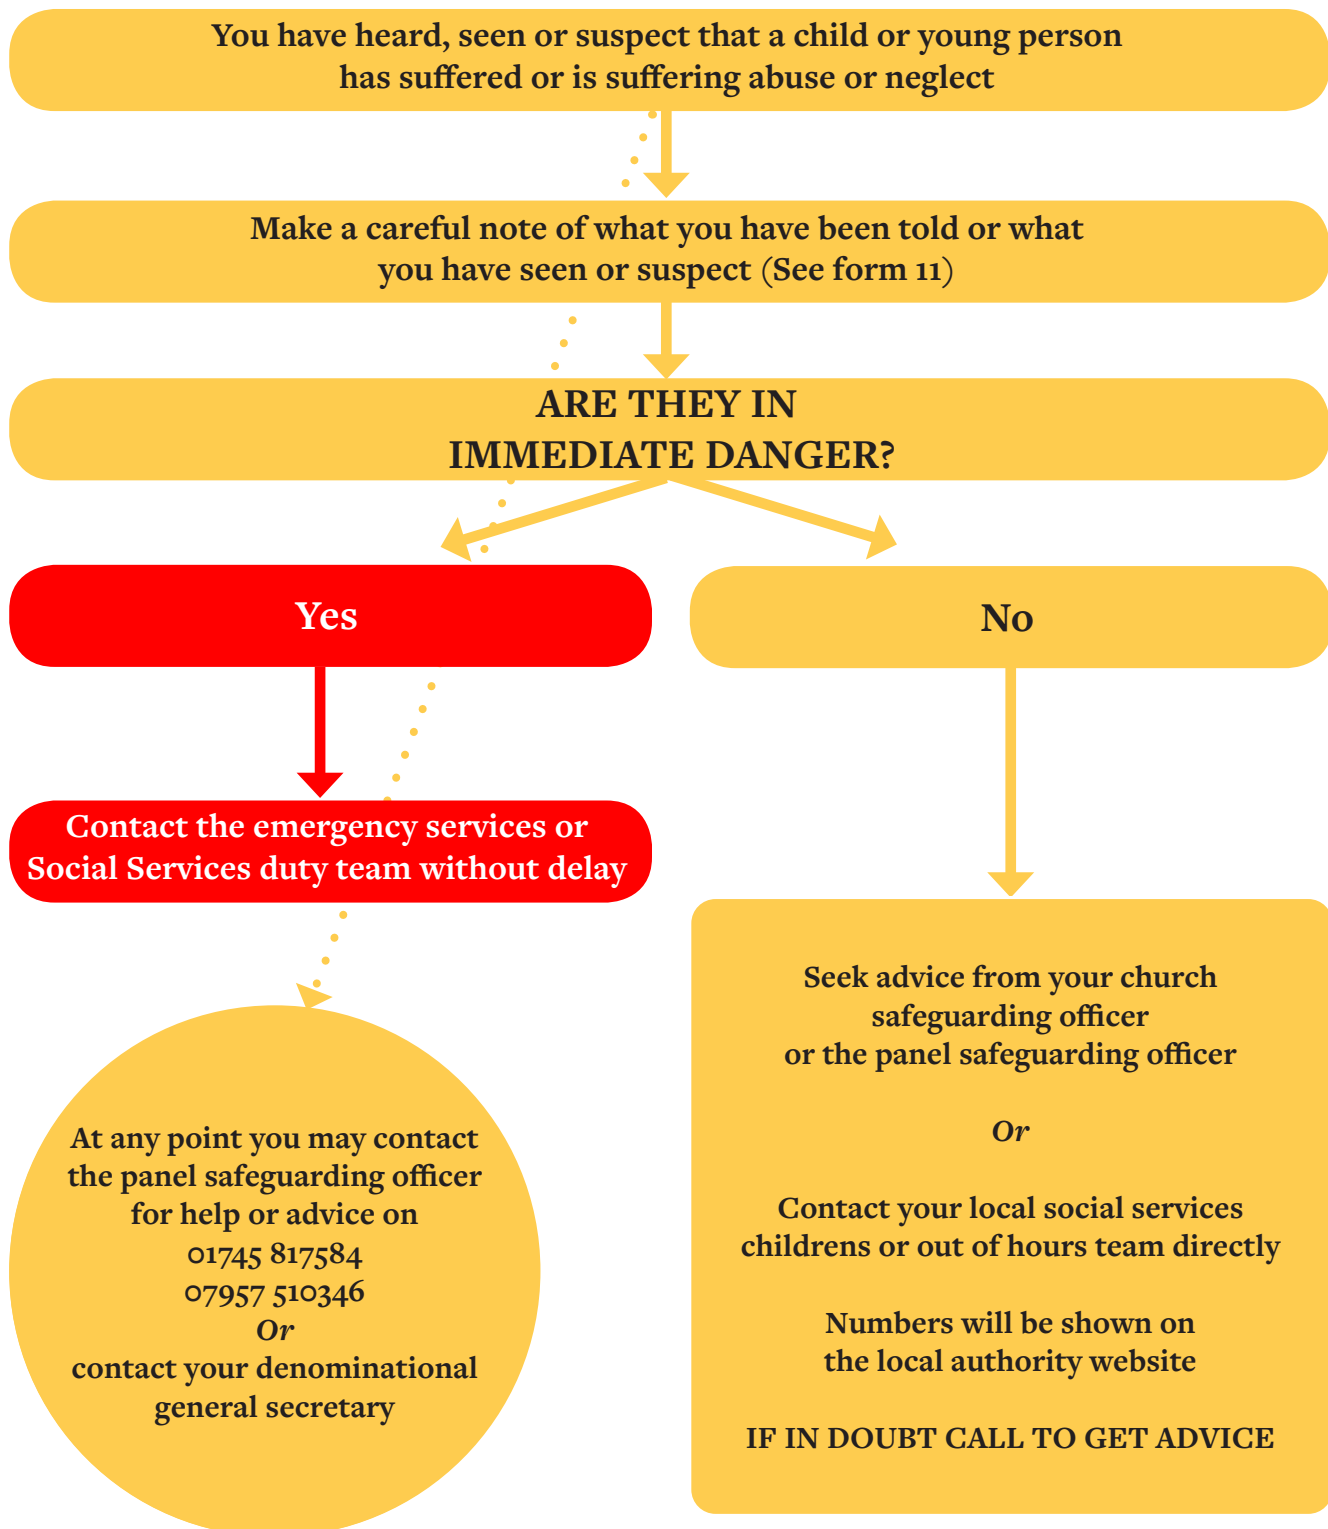 You have heard, seen or suspect that a child or young person
has suffered or is suffering abuse or neglect
Make a careful note of what you have been told or what
you have seen or suspect (See form 11)
ARE THEY IN
IMMEDIATE DANGER?
Yes
No
Contact the emergency services or
Social Services duty team without delay
At any point you may contact
the panel safeguarding officer
for help or advice on
01745 817584
07957 510346
Or
contact your denominational
general secretary
Seek advice from your church
safeguarding officer
or the panel safeguarding officer
Or
Contact your local social services
childrens or out of hours team directly
Numbers will be shown on
the local authority website
IF IN DOUBT CALL TO GET ADVICE